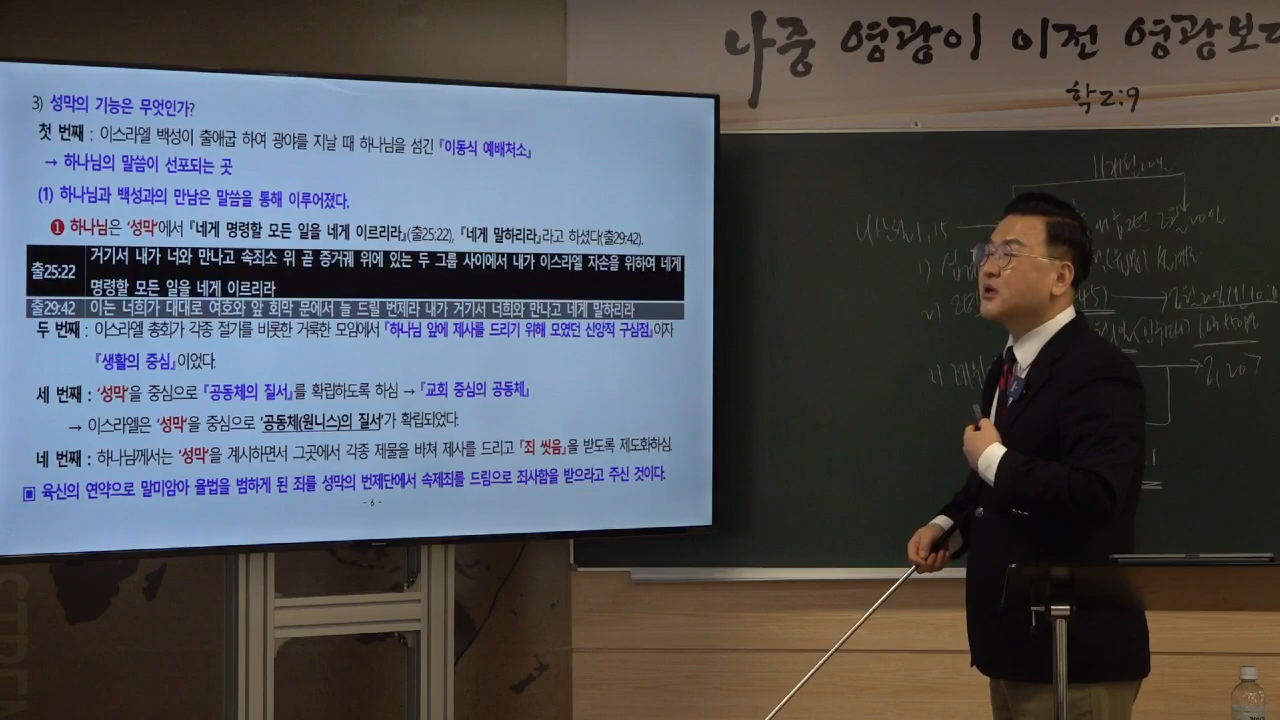 나중 영광이 이전 영광보다
학 2:9
3) 성막의 기능은 무엇인가?
첫 번째 : 이스라엘 백성이 출애굽 하여 광야를 지날 때 하나님을 섬긴 『이동식 예배처소』
→ 하나님의 말씀이 선포되는 곳
(1) 하나님과 백성과의 만남은 말씀을 통해 이루어졌다.
❶ 하나님은 '성막'에서 『네게 명령할 모든 일을 네게 이르리라』(출25:22), 『네게 말하리라』라고 하셨다(출29:42).
출25:22 거기서 내가 너와 만나고 속죄소 위 곧 증거궤 위에 있는 두 그룹 사이에서 내가 이스라엘 자손을 위하여 네게
명령할 모든 일을 네게 이르리라
출29:42 이는 너희가 대대로 여호와 앞 회막 문에서 늘 드릴 번제라 내가 거기서 너희와 만나고 네게 말하리라
두 번째 : 이스라엘 총회가 각종 절기를 비롯한 거룩한 모임에서 『하나님 앞에 제사를 드리기 위해 모였던 신앙적 구심점』이자
『생활의 중심』이었다.
세 번째 : '성막'을 중심으로 『공동체의 질서』를 확립하도록 하심 → 『교회 중심의 공동체』
→ 이스라엘은 '성막'을 중심으로 '공동체(원니스)의 질서'가 확립되었다.
네 번째 : 하나님께서는 '성막'을 계시하면서 그곳에서 각종 제물을 바쳐 제사를 드리고 『죄 씻음』을 받도록 제도화하심
▣ 육신의 연약으로 말미암아 율법을 범하게 된 죄를 성막의 번제단에서 속제죄를 드림으로 죄사함을 받으라고 주신 것이다.
- 6 -